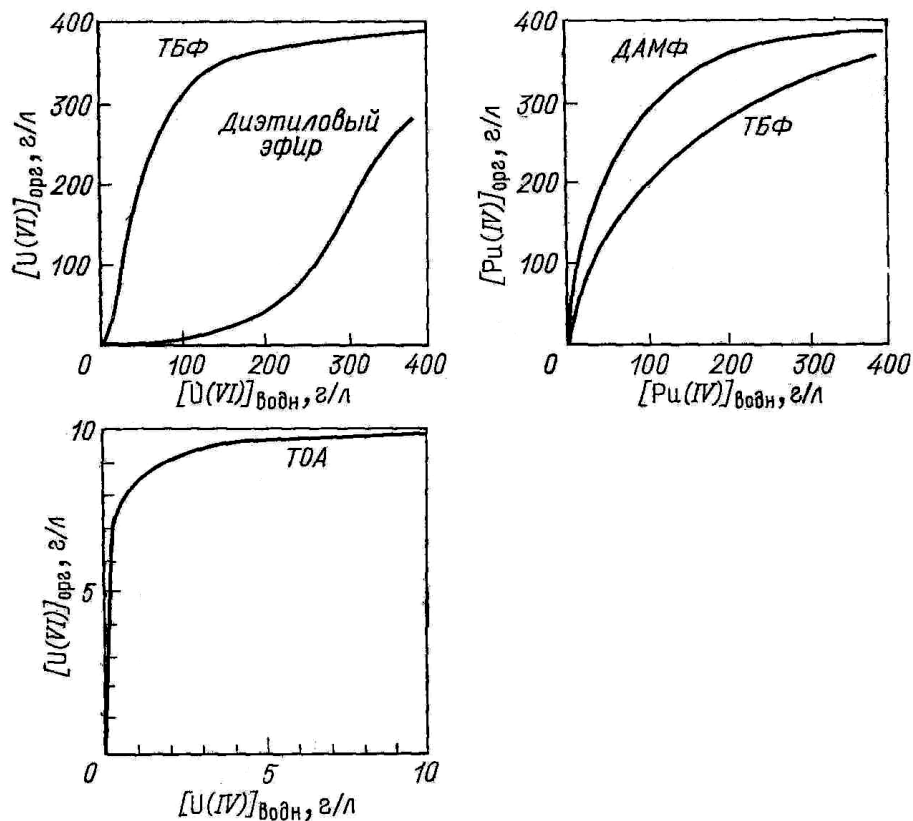 400
300
200
100
0
100
200
300
400
[U(VI)]орг, г/л
[U(VI)]водн, г/л
ТБФ
Диэтиловый
эфир
400
300
200
100
0
100
200
300
400
[Pu(IV)]орг, г/л
[Pu(IV)]водн, г/л
ДАМФ
ТБФ
10
5
0
5
10
[U(VI)]орг, г/л
[U(IV)]водн, г/л
ТОА